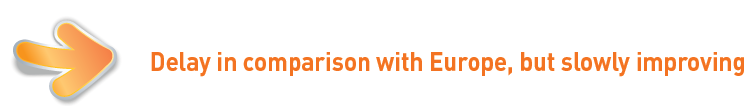 Delay in comparison with Europe, but slowly improving